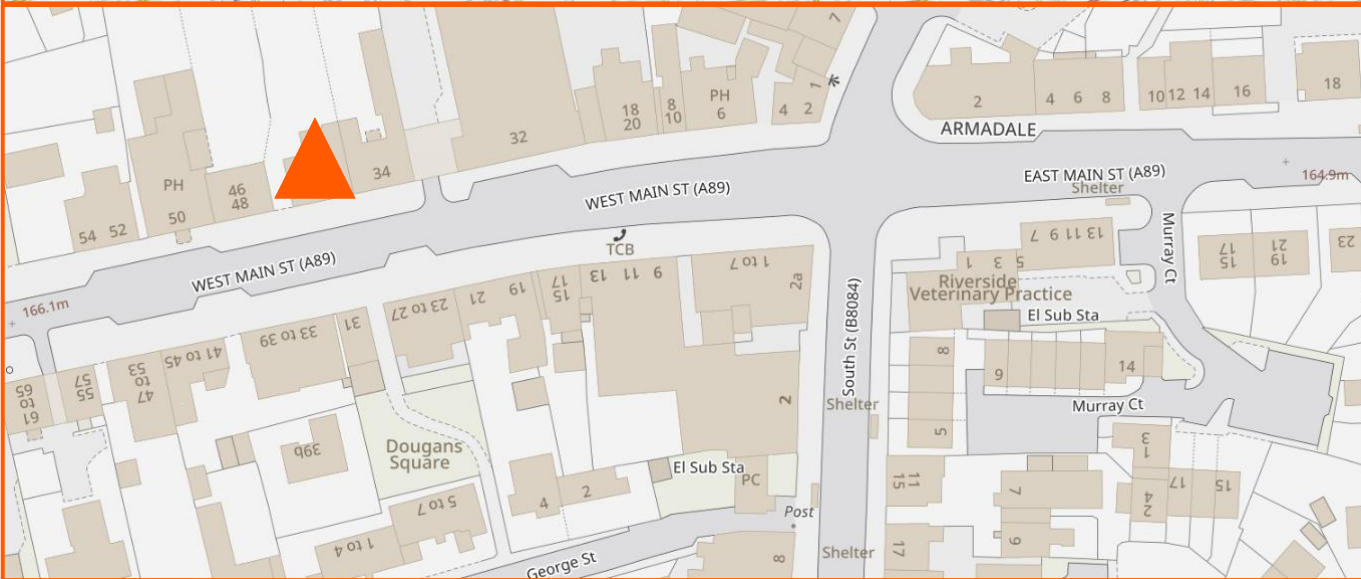 7
1
PH
6
4 2
8
10
18
20
32
34
PH
50
46
48
54 52
2
4 6 8
10 12 14
16
18
ARMADALE
WEST MAIN ST (A89)
EAST MAIN ST (A89)
Shelter
164.9m
WEST MAIN ST (A89)
166.1m
TCB
1 to 7
2a
9
11
13
15
17
19
21
23 to 27
31
33 to 39
41 to 45
47
to
53
55
57
61
to
65
39b
Dougans
Square
5 to 7
1 to 4
4
2
George St
El Sub Sta
PC
Post
2
8
South St (B8084)
Shelter
Shelter
1 3 5
7 9 11 13
Riverside
Veterinary Practice
El Sub Sta
Murray Ct
15
17
19
21
23
8
5
9
14
Murray Ct
11
15
17
7
9
1
3
2
4
17
15